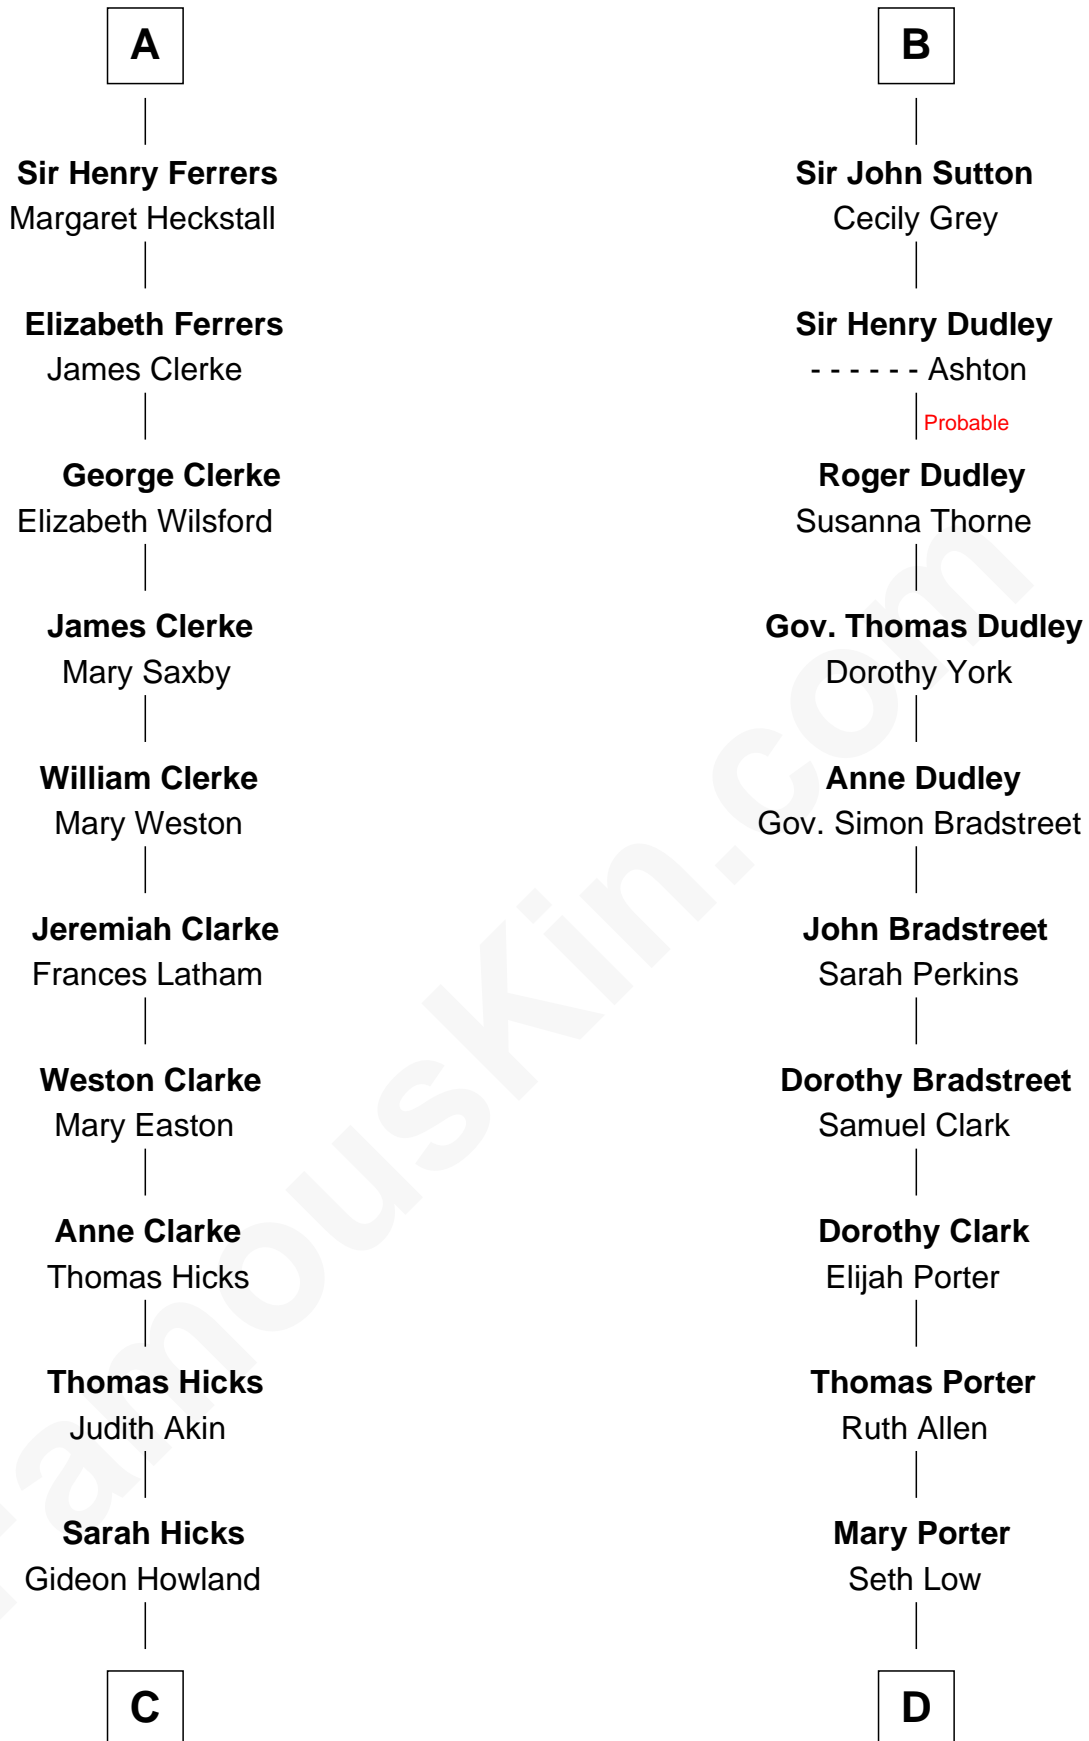 A
Sir Henry Ferrers
Margaret Heckstall
Elizabeth Ferrers
James Clerke
George Clerke
Elizabeth Wilsford
James Clerke
Mary Saxby
William Clerke
Mary Weston
Jeremiah Clarke
Frances Latham
Weston Clarke
Mary Easton
Anne Clarke
Thomas Hicks
Thomas Hicks
Judith Akin
Sarah Hicks
Gideon Howland
C
B
Sir John Sutton
Cecily Grey
Sir Henry Dudley
- - - - - - Ashton
Probable
Roger Dudley
Susanna Thorne
Gov. Thomas Dudley
Dorothy York
Anne Dudley
Gov. Simon Bradstreet
John Bradstreet
Sarah Perkins
Dorothy Bradstreet
Samuel Clark
Dorothy Clark
Elijah Porter
Thomas Porter
Ruth Allen
Mary Porter
Seth Low
D
FamousKin.com